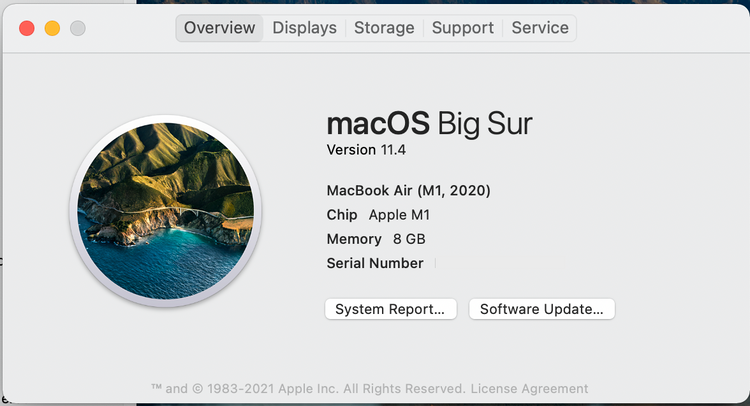 Overview Displays Storage Support Service
macOS Big Sur
Version 11.4
MacBook Air (M1, 2020)
Chip Apple M1
Memory 8 GB
Serial Number
System Report... Software Update...
™ and © 1983-2021 Apple Inc. All Rights Reserved. License Agreement